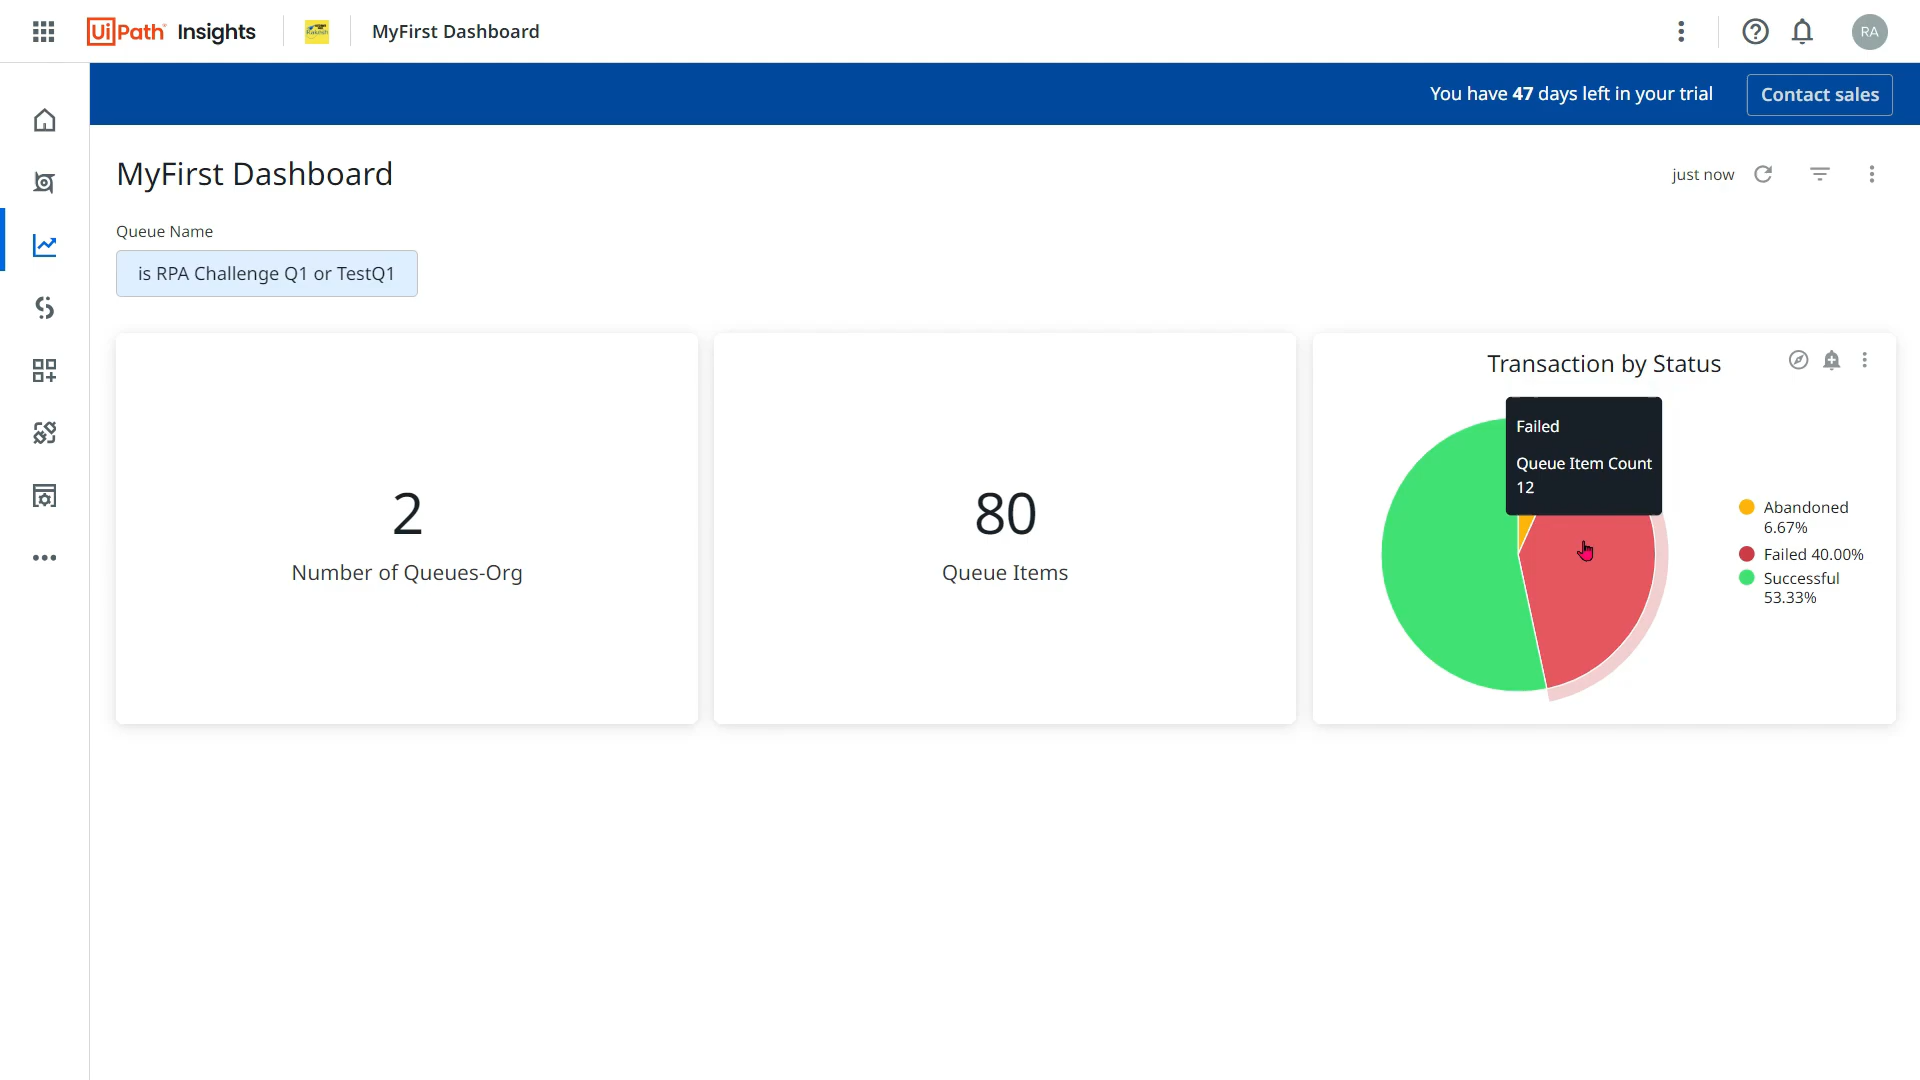 UiPath Insights
MyFirst Dashboard
RA
You have 47 days left in your trial
Contact sales
MyFirst Dashboard
just now
Queue Name
is RPA Challenge Q1 or TestQ1
2
Number of Queues-Org
80
Queue Items
Transaction by Status
Failed
Queue Item Count
12
Abandoned
6.67%
Failed 40.00%
Successful
53.33%